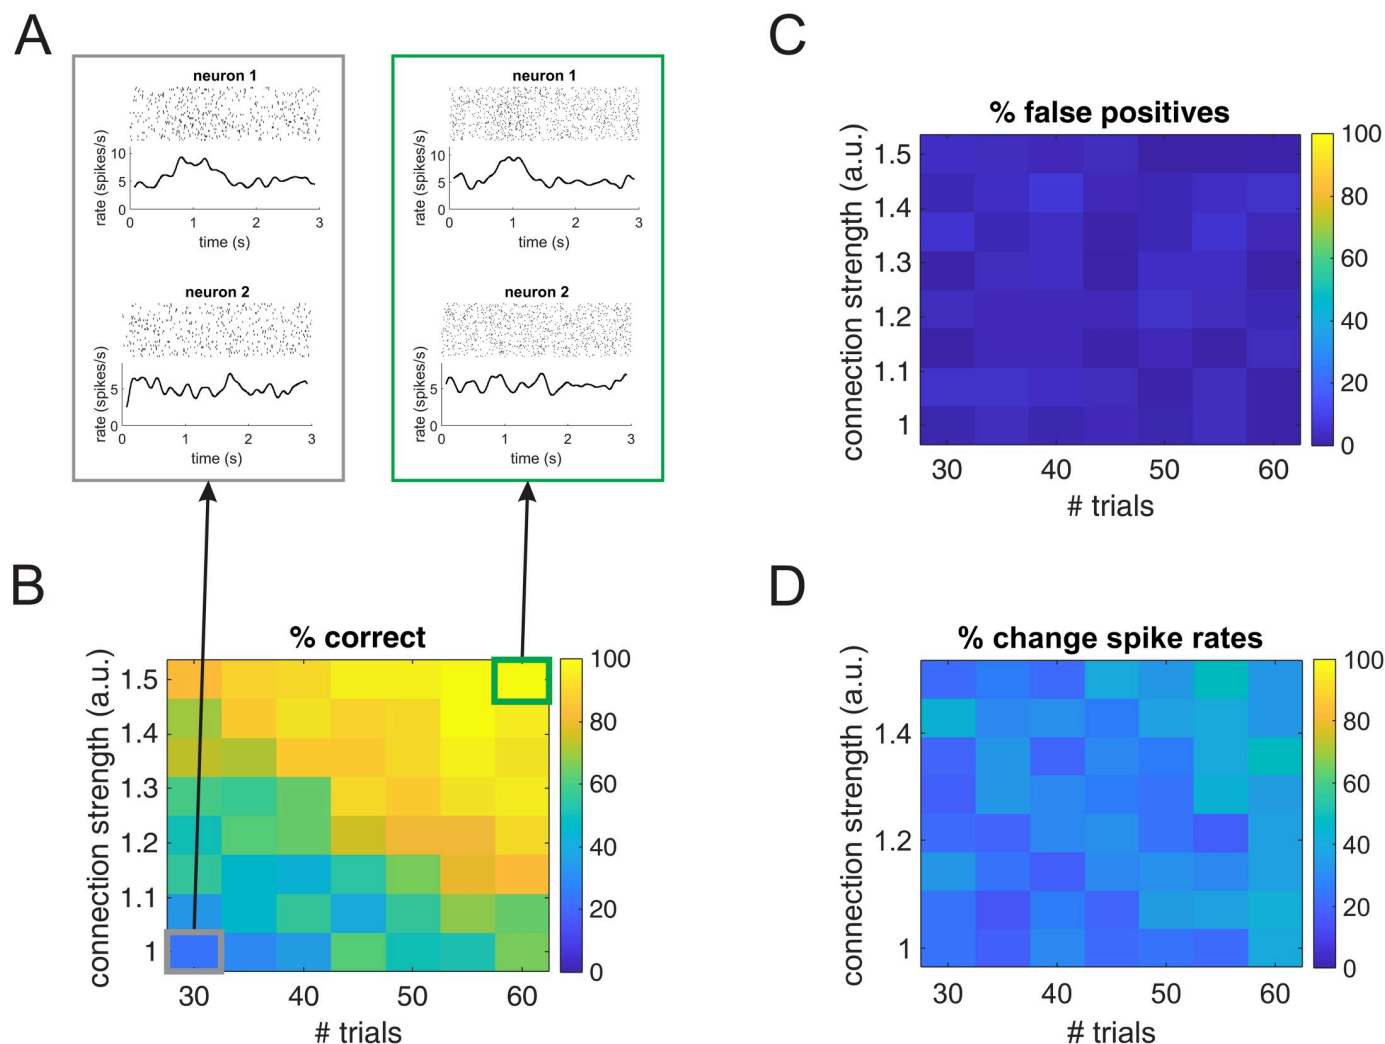 A
neuron 1
10
5
0
rate (spikes/s)
0 1 2 3
time (s)
neuron 2
5
0
rate (spikes/s)
0 1 2 3
time (s)
neuron 1
10
5
0
rate (spikes/s)
0 1 2 3
time (s)
neuron 2
5
0
rate (spikes/s)
0 1 2 3
time (s)
B
% correct
connection strength (a.u.)
1.5
1.4
1.3
1.2
1.1
1
30 40 50 60
# trials
100
80
60
40
20
0
C
% false positives
connection strength (a.u.)
1.5
1.4
1.3
1.2
1.1
1
30 40 50 60
# trials
100
80
60
40
20
0
D
% change spike rates
connection strength (a.u.)
1.4
1.2
1
30 40 50 60
# trials
100
80
60
40
20
0